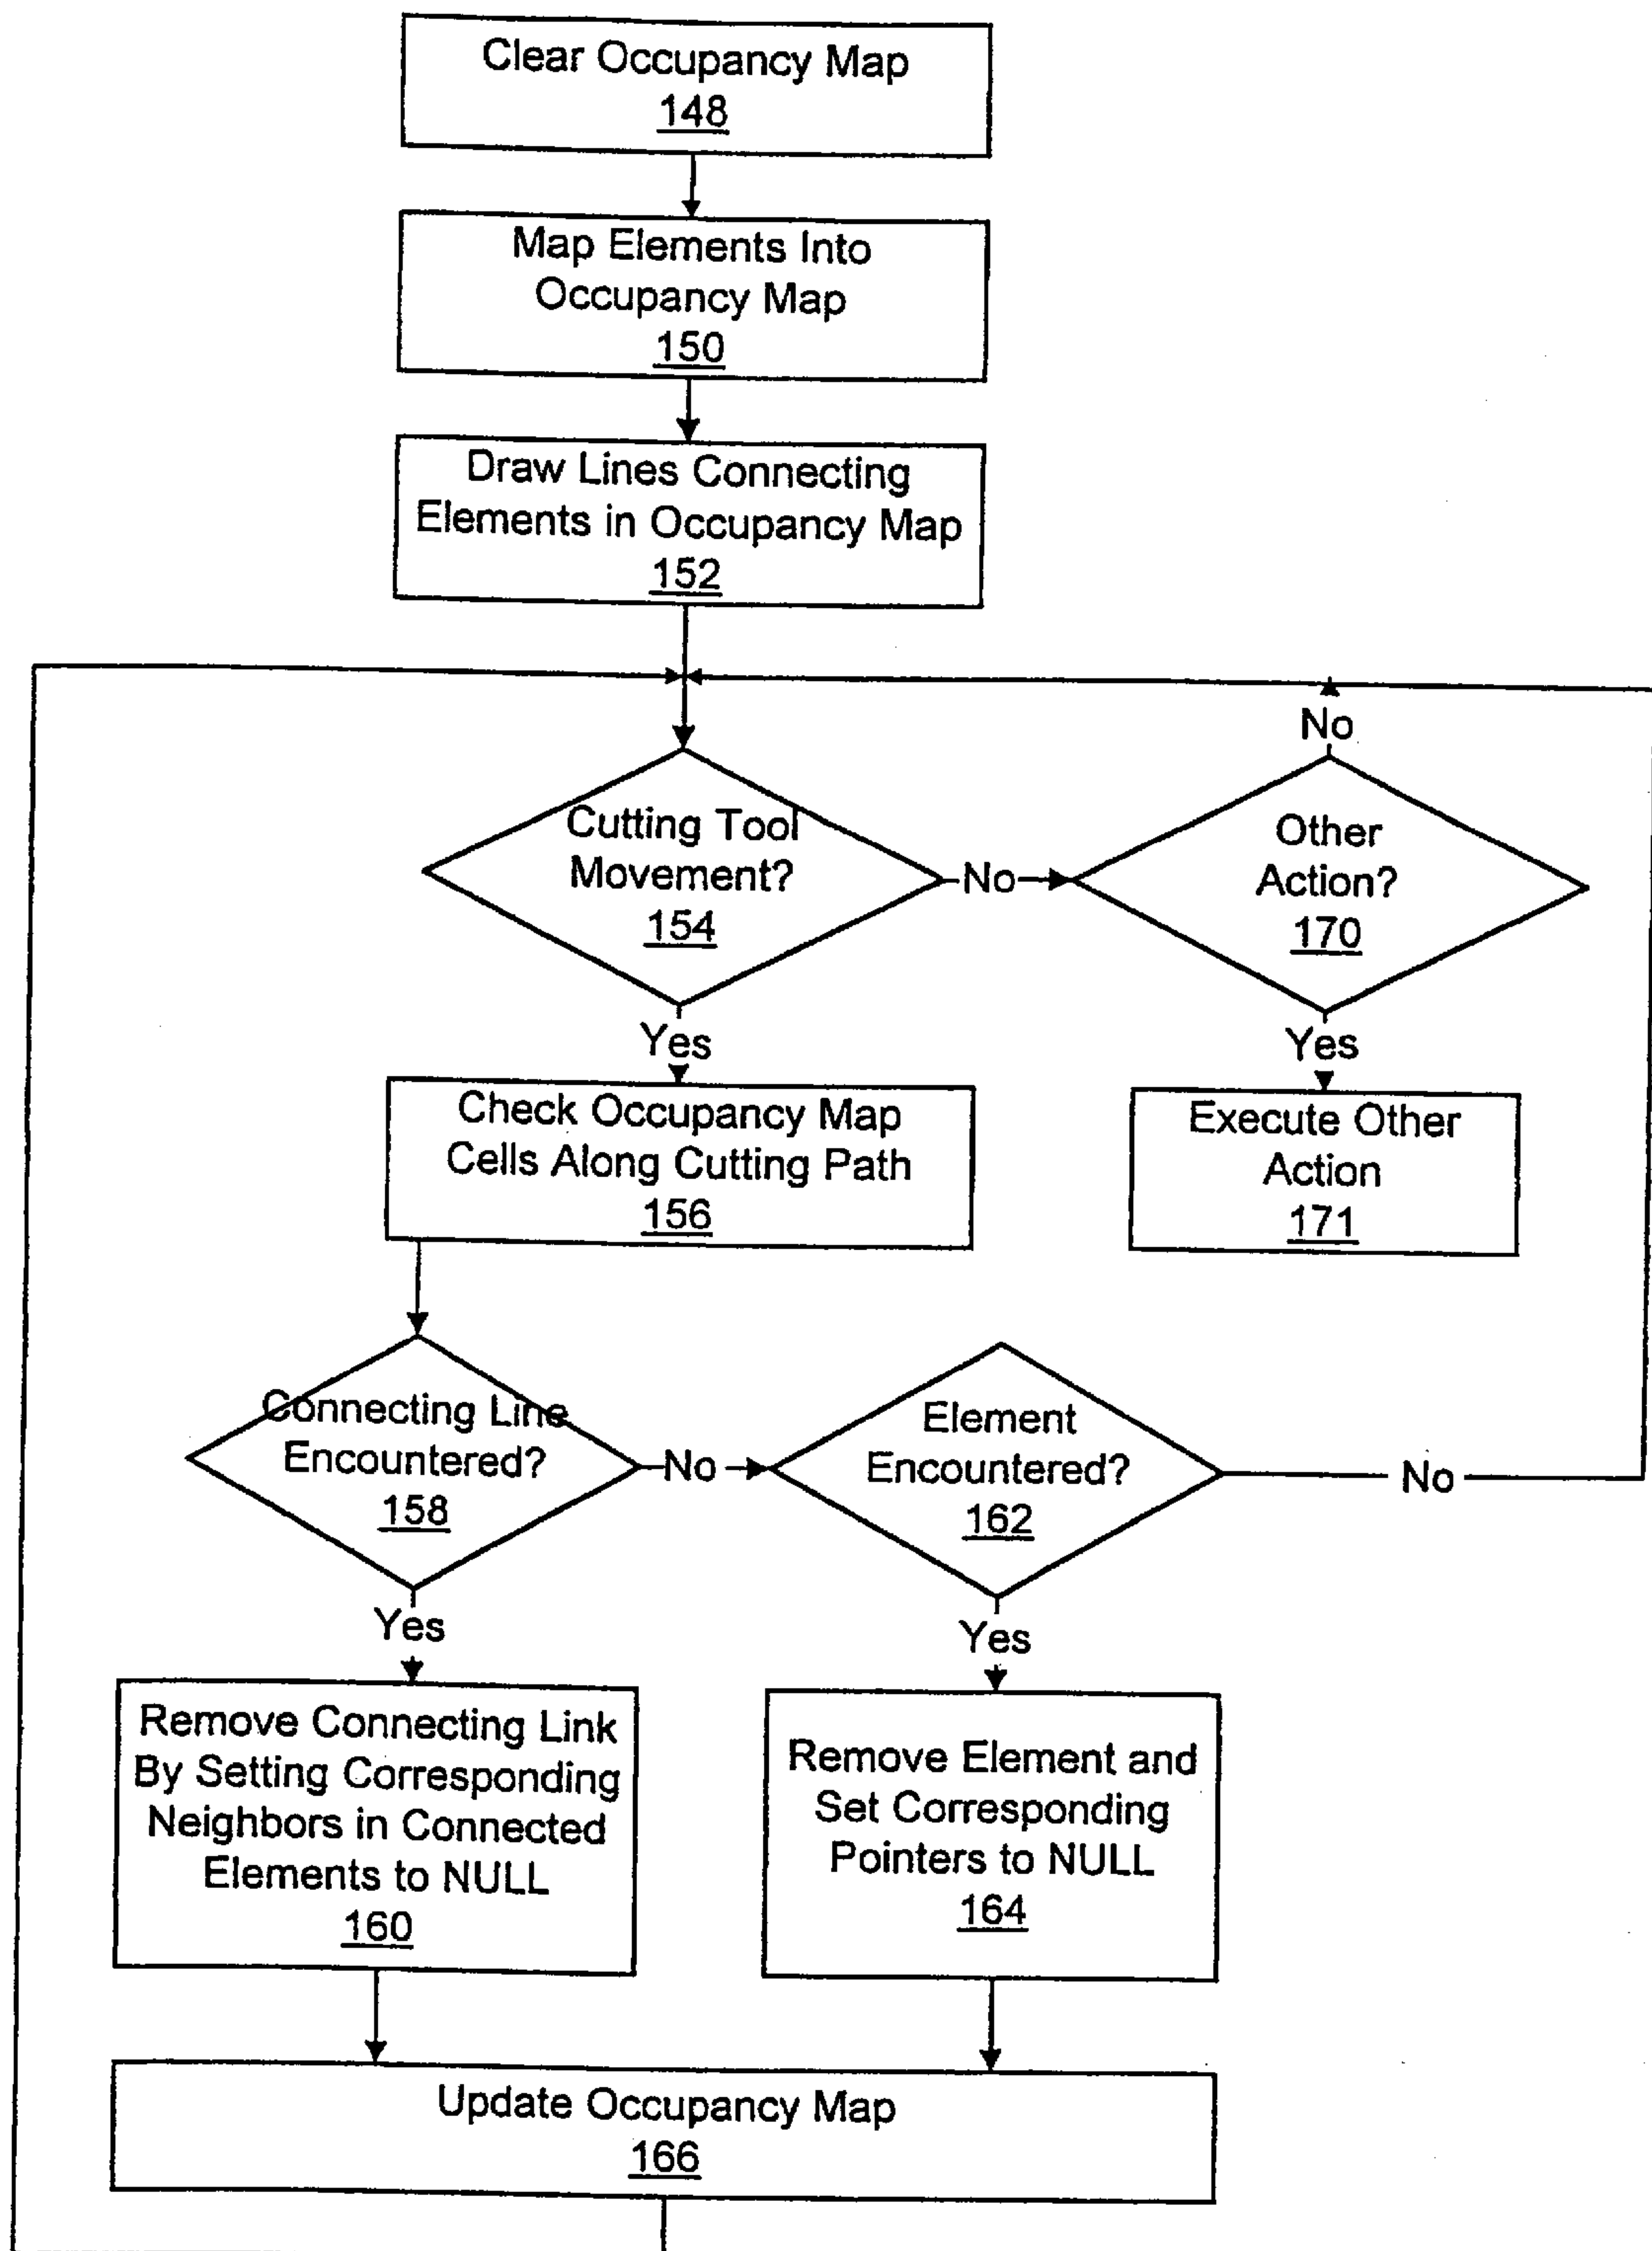 Clear Occupancy Map
148
Map Elements Into
Occupancy Map
150
Draw Lines Connecting
Elements in Occupancy Map
152
No
Cutting Tool
Movement?
154
No
Other
Action?
170
Yes
Yes
Check Occupancy Map
Cells Along Cutting Path
156
Execute Other
Action
171
Connecting Line
Encountered?
158
No
Element
Encountered?
162
No
Yes
Yes
Remove Connecting Link
By Setting Corresponding
Neighbors in Connected
Elements to NULL
160
Remove Element and
Set Corresponding
Pointers to NULL
164
Update Occupancy Map
166